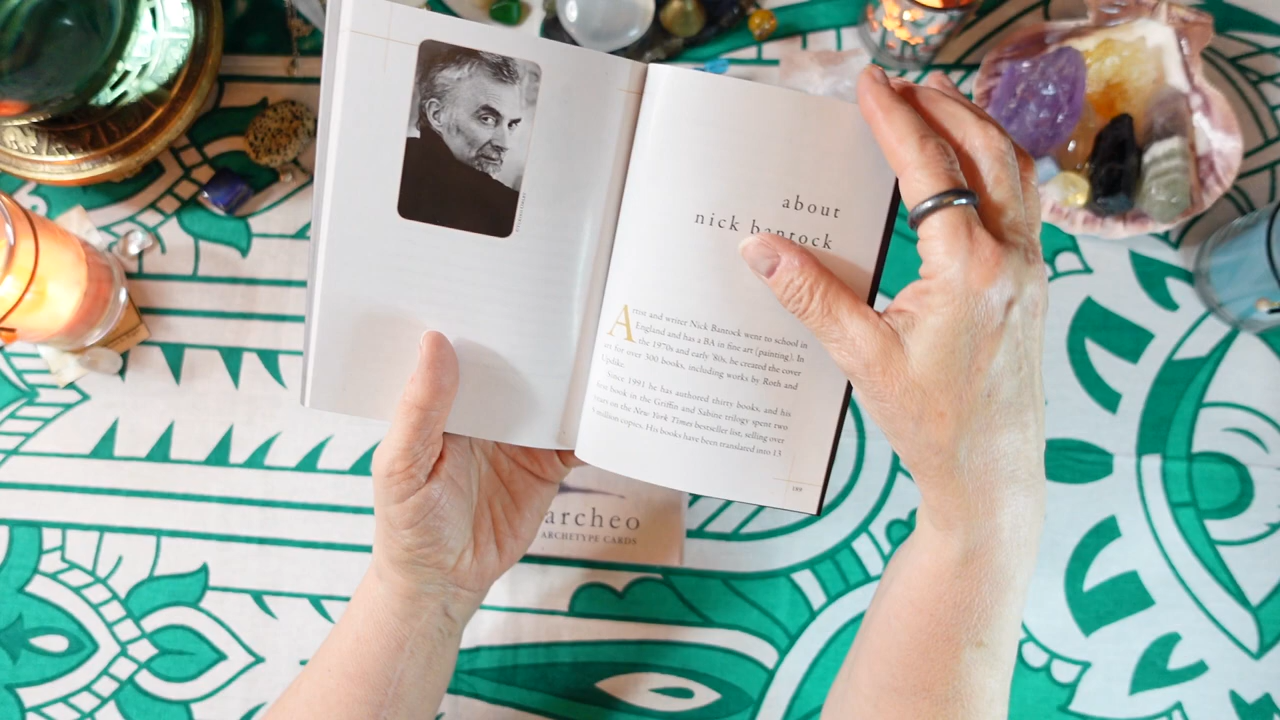 about
nick bantock
Artist and writer Nick Bantock went to school in
England and has a BA in fine art (painting). In
the 1970s and early '80s, he created the cover
art for over 300 books, including works by Roth and
Updike.
Since 1991 he has authored thirty books, and his
first book in the Griffin and Sabine trilogy spent two
years on the New York Times bestseller list, selling over
million copies. His books have been translated into 13
189
archeo
ARCHETYPE CARDS